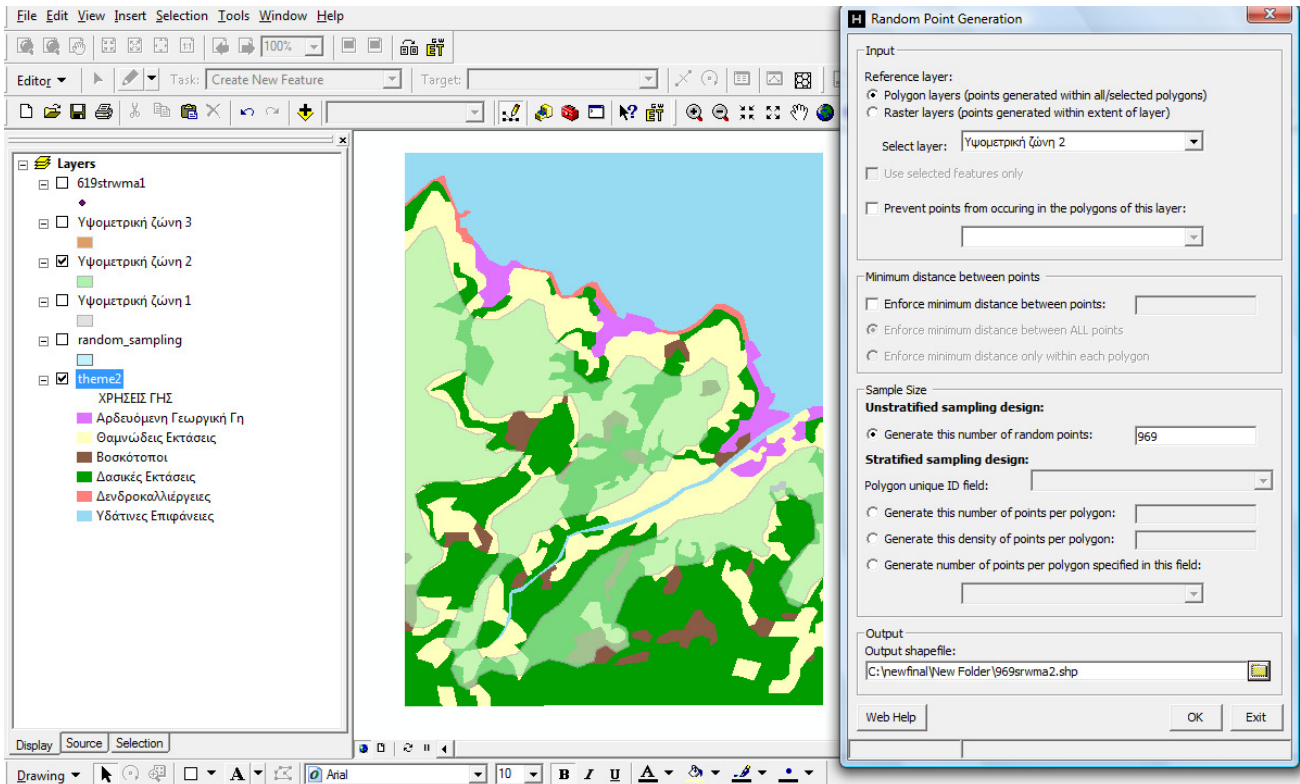 File Edit View Insert Selection Tools Window Help
100%
GW
ET
Editor
Task: Create New Feature
Target:
GW
ET
Layers
619strwma1
Υψομετρική ζώνη 3
Υψομετρική ζώνη 2
Υψομετρική ζώνη 1
random_sampling
theme2
ΧΡΗΣΕΙΣ ΓΗΣ
Αρδευόμενη Γεωργική Γη
Θαμνώδεις Εκτάσεις
Βοσκότοποι
Δασικές Εκτάσεις
Δενδροκαλλιέργειες
Υδάτινες Επιφάνειες
Display Source Selection
Drawing A Arial 10 B I U A
H Random Point Generation
Input
Reference layer:
Polygon layers (points generated within all/selected polygons)
Raster layers (points generated within extent of layer)
Select layer: Υψομετρική ζώνη 2
Use selected features only
Prevent points from occuring in the polygons of this layer:
Minimum distance between points
Enforce minimum distance between points:
Enforce minimum distance between ALL points
Enforce minimum distance only within each polygon
Sample Size
Unstratified sampling design:
Generate this number of random points: 969
Stratified sampling design:
Polygon unique ID field:
Generate this number of points per polygon:
Generate this density of points per polygon:
Generate number of points per polygon specified in this field:
Output
Output shapefile:
C:\newfinal\New Folder\969srwma2.shp
Web Help OK Exit